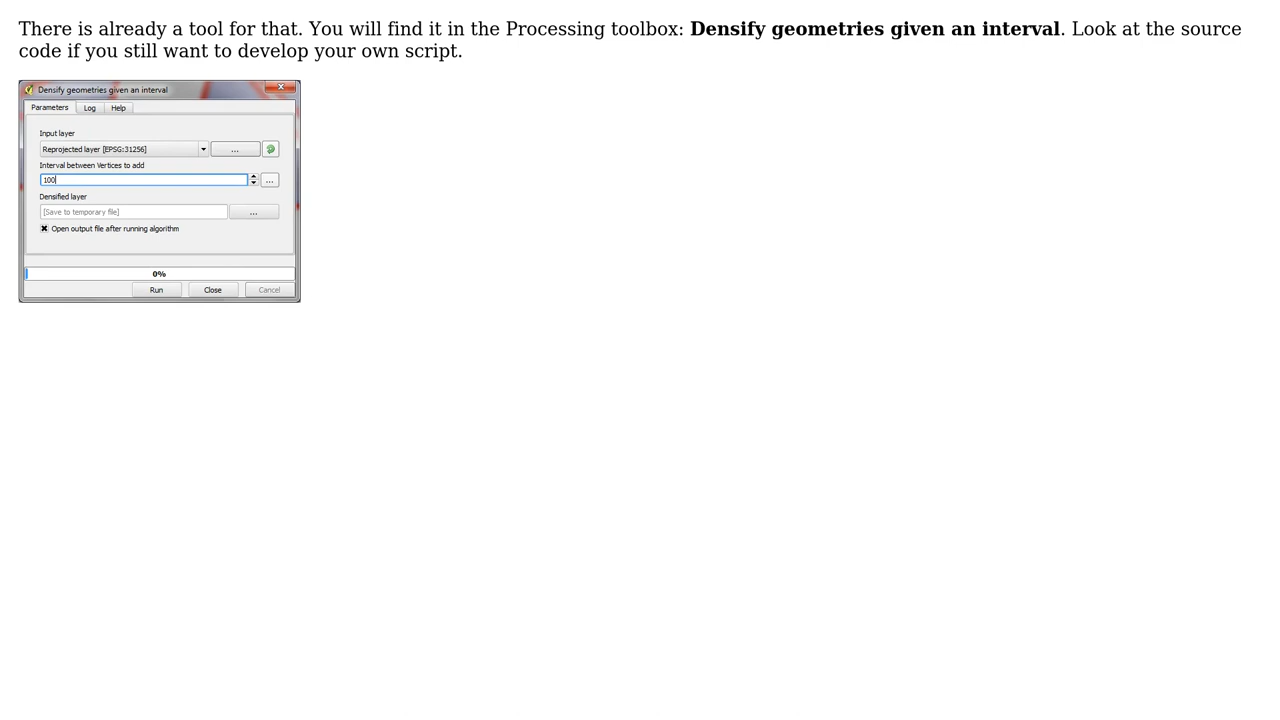 There is already a tool for that. You will find it in the Processing toolbox: Densify geometries given an interval. Look at the source
code if you still want to develop your own script.
Densify geometries given an interval
Parameters Log Help
Input layer
Reprojected layer [EPSG:31256] ...
Interval between Vertices to add
100 ...
Densified layer
[Save to temporary file] ...
Open output file after running algorithm
0%
Run Close Cancel